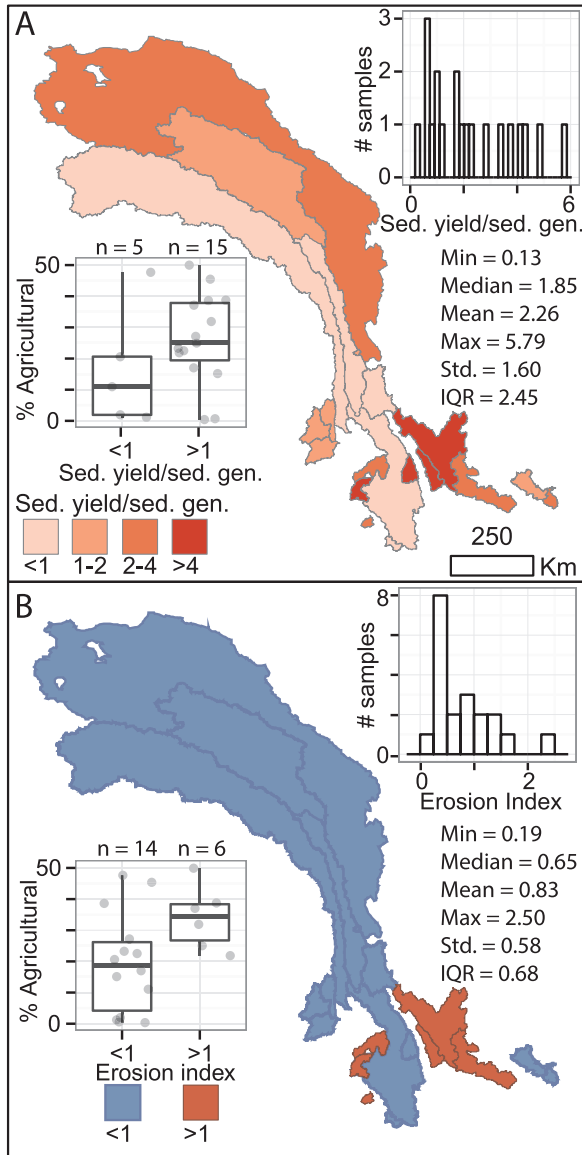 A
3
2
1
0
# samples
0 2 6
Sed. yield/sed. gen.
Min = 0.13
Median = 1.85
Mean = 2.26
Max = 5.79
Std. = 1.60
IQR = 2.45
n = 5 n = 15
50
0
% Agricultural
<1 >1
Sed. yield/sed. gen.
Sed. yield/sed. gen.
<1 1-2 2-4 >4
250
Km
B
8
4
0
# samples
0 2
Erosion Index
Min = 0.19
Median = 0.65
Mean = 0.83
Max = 2.50
Std. = 0.58
IQR = 0.68
n = 14 n = 6
50
0
% Agricultural
<1 >1
Erosion index
<1 >1